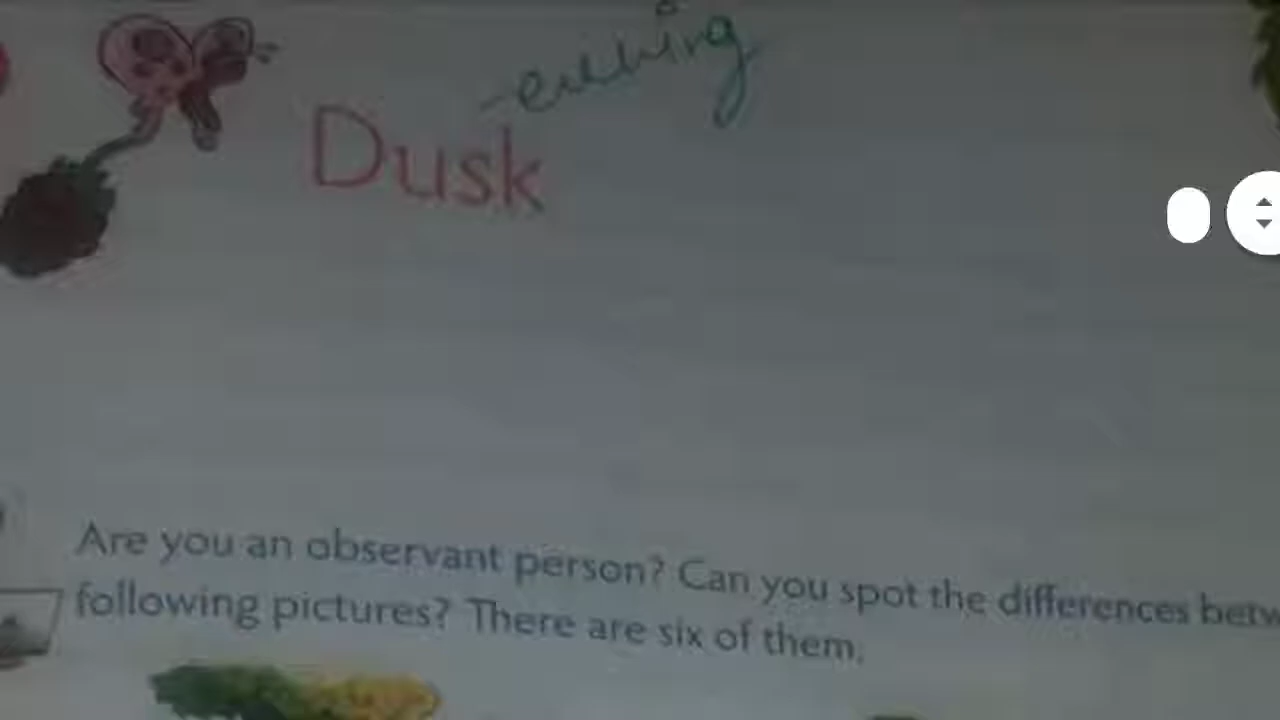 -evening
Dusk
Are you an observant person? Can you spot the differences betw
following pictures? There are six of them.